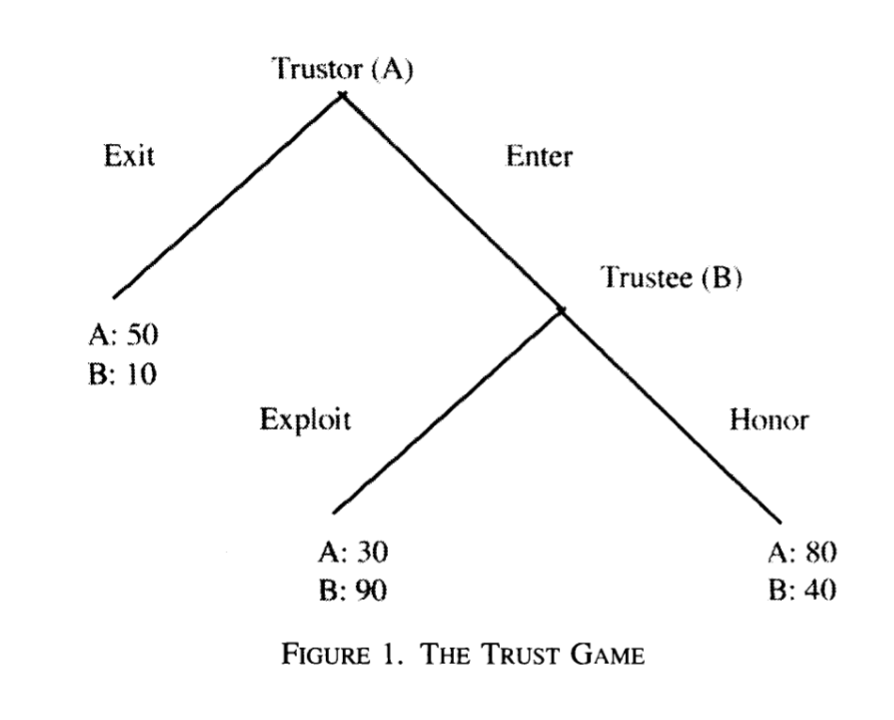 Trustor (A)
Exit
Enter
Trustee (B)
A: 50
B: 10
Exploit
Honor
A: 30
B: 90
A: 80
B: 40
FIGURE 1. THE TRUST GAME